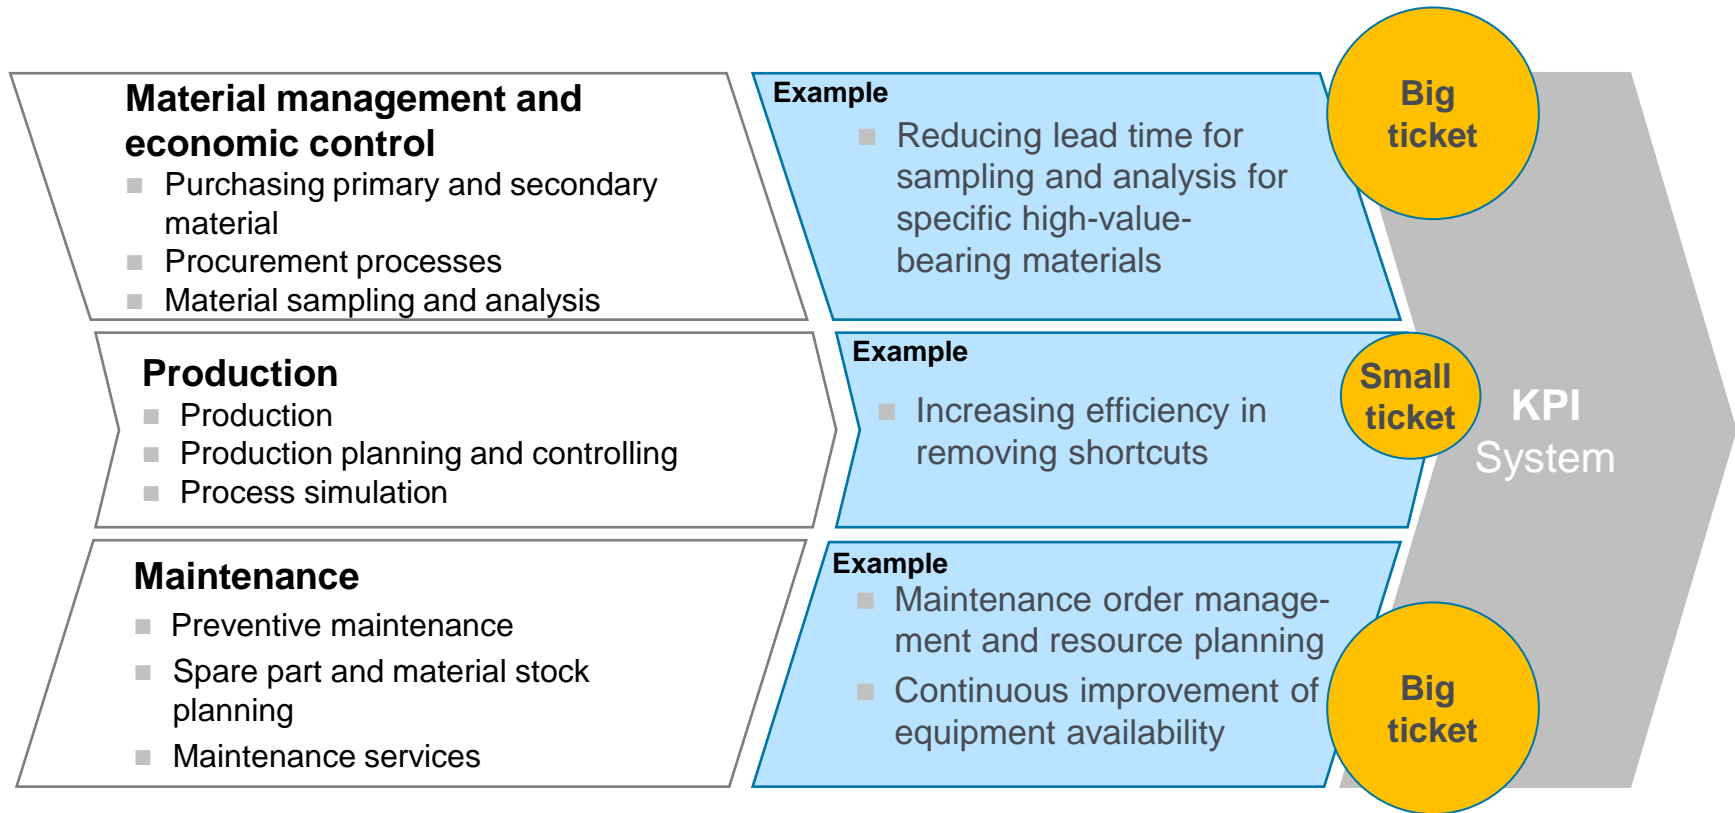 Material management and
economic control
Purchasing primary and secondary
material
Procurement processes
Material sampling and analysis
Example
Reducing lead time for
sampling and analysis for
specific high-value-
bearing materials
Big
ticket
Production
Production
Production planning and controlling
Process simulation
Example
Increasing efficiency in
removing shortcuts
Small
ticket
KPI
System
Maintenance
Preventive maintenance
Spare part and material stock
planning
Maintenance services
Example
Maintenance order manage-
ment and resource planning
Continuous improvement of
equipment availability
Big
ticket